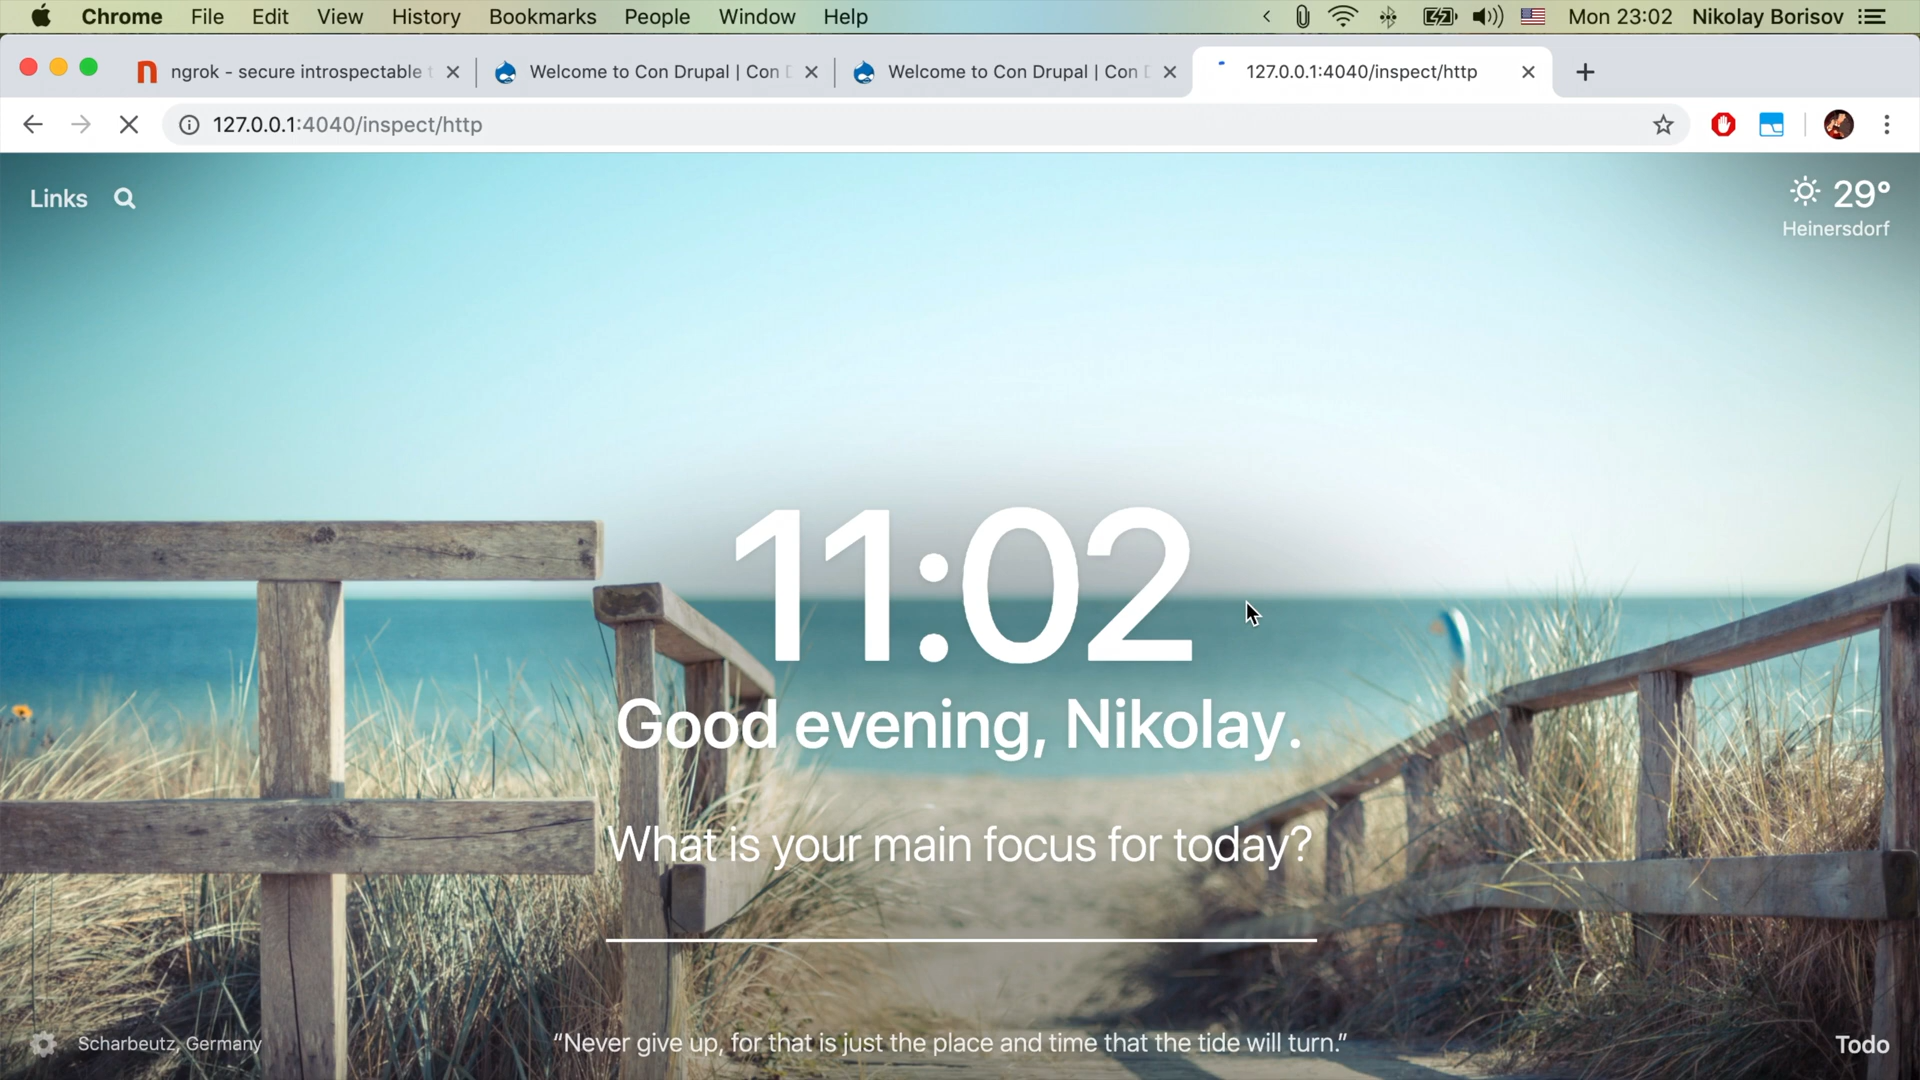 Chrome File Edit View History Bookmarks People Window Help Mon 23:02 Nikolay Borisov
ngrok - secure introspectable t Welcome to Con Drupal | Con D Welcome to Con Drupal | Con D 127.0.0.1:4040/inspect/http
127.0.0.1:4040/inspect/http
Links 29°
Heinersdorf
11:02
Good evening, Nikolay.
What is your main focus for today?
Scharbeutz, Germany “Never give up, for that is just the place and time that the tide will turn.” Todo